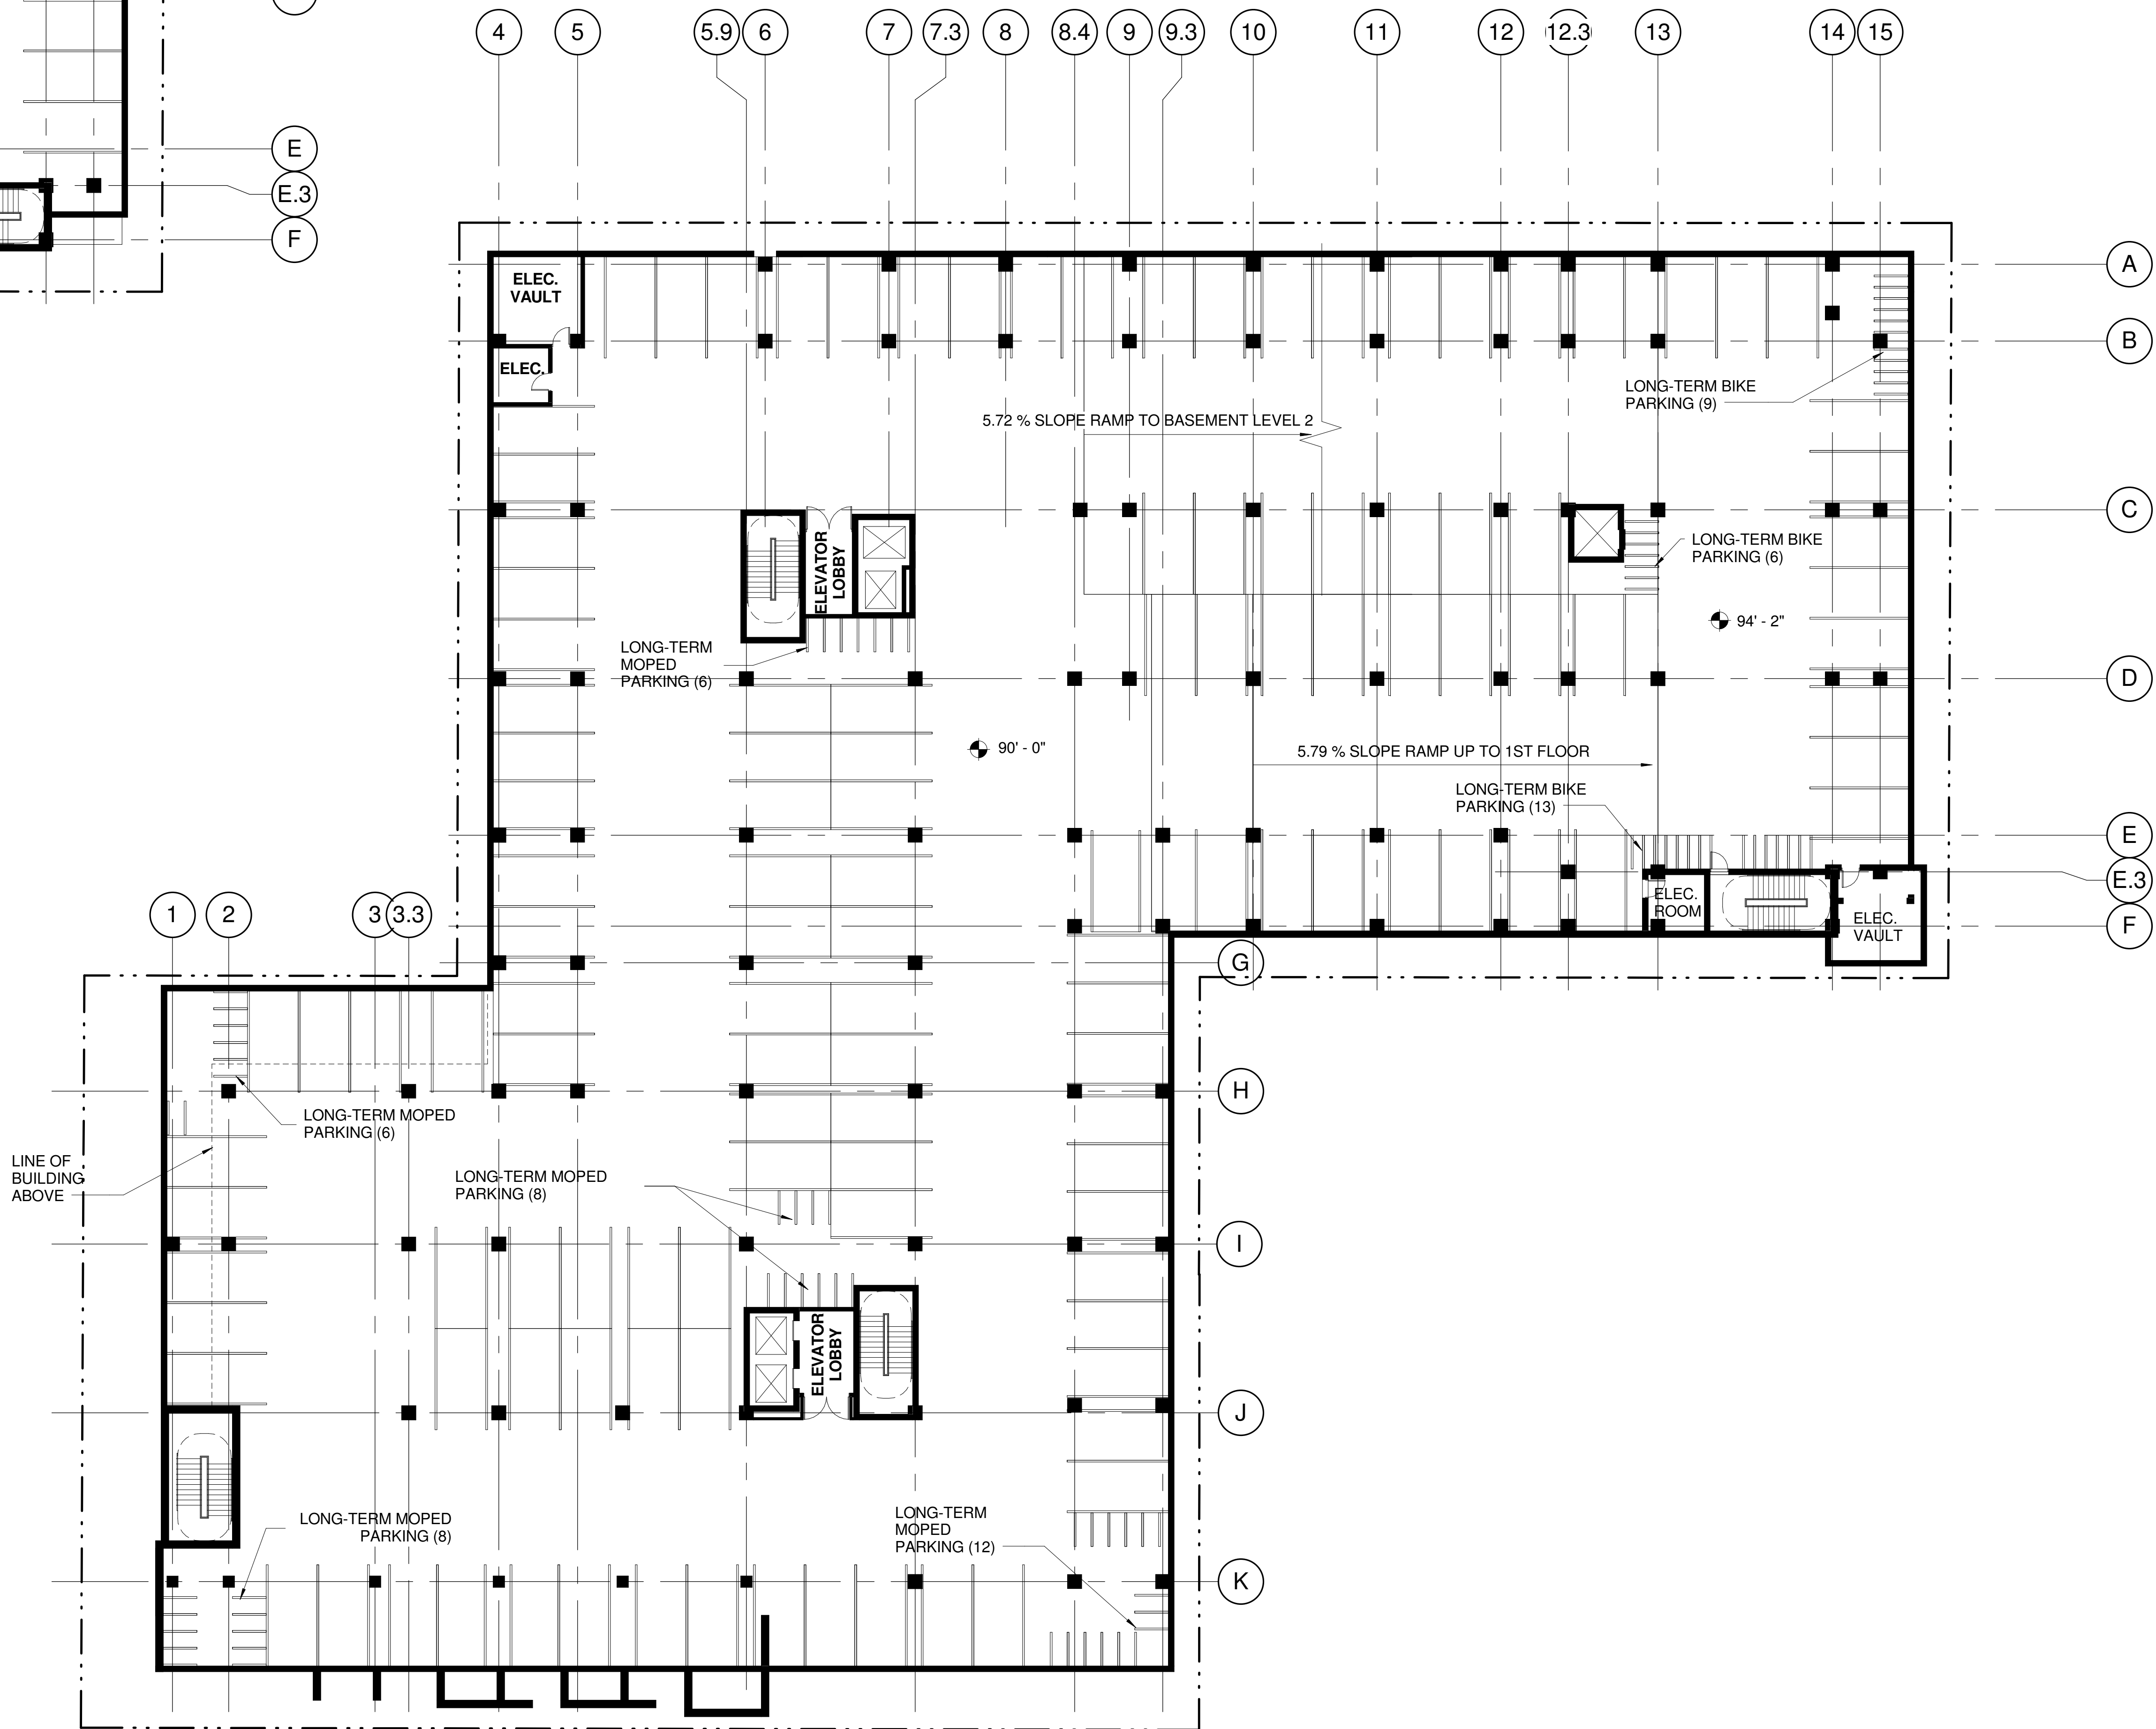 4 5 5.9 6 7 7.3 8 8.4 9 9.3 10 11 12 12.3 13 14 15
E
E.3
F
A
ELEC.
VAULT
B
ELEC.
LONG-TERM BIKE
PARKING (9)
5.72 % SLOPE RAMP TO BASEMENT LEVEL 2
C
ELEVATOR
LOBBY
LONG-TERM BIKE
PARKING (6)
94' - 2"
LONG-TERM
MOPED
PARKING (6)
D
90' - 0"
5.79 % SLOPE RAMP UP TO 1ST FLOOR
LONG-TERM BIKE
PARKING (13)
E
E.3
F
ELEC.
ROOM
ELEC.
VAULT
1 2 3 3.3
G
H
LONG-TERM MOPED
PARKING (6)
LINE OF
BUILDING
ABOVE
LONG-TERM MOPED
PARKING (8)
I
ELEVATOR
LOBBY
J
LONG-TERM MOPED
PARKING (8)
LONG-TERM
MOPED
PARKING (12)
K